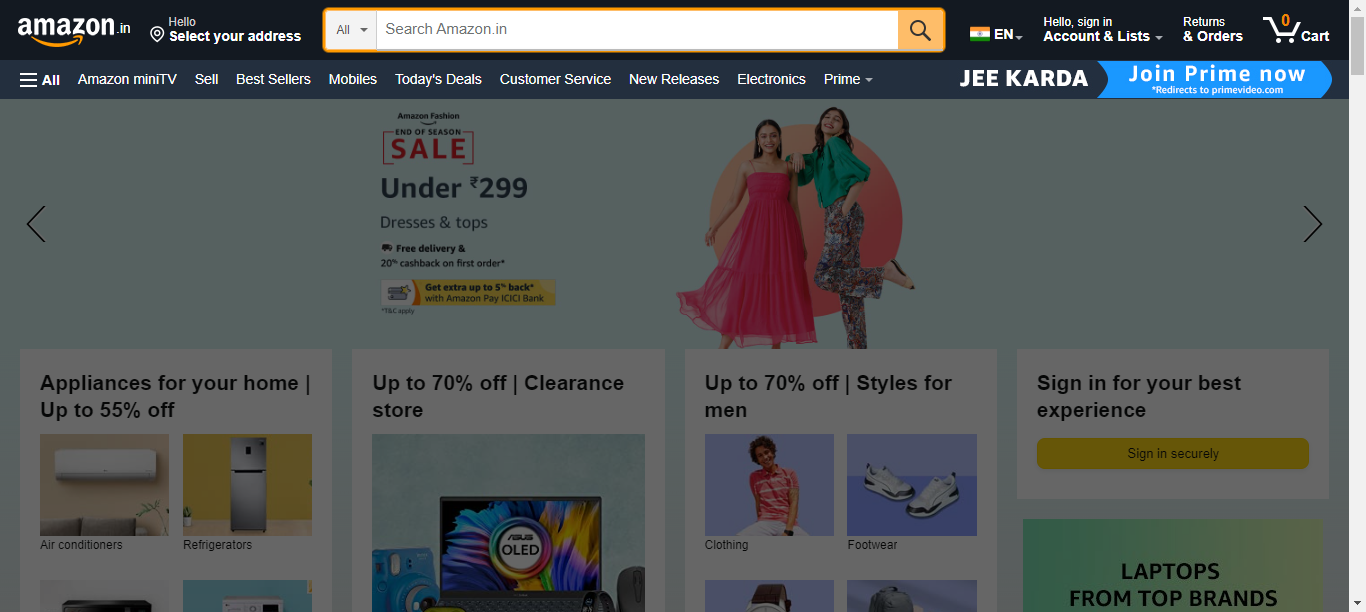 amazon.in
Hello
Select your address
All
Search Amazon.in
EN
Hello, sign in
Account & Lists
Returns
& Orders
0
Cart
All
Amazon miniTV
Sell
Best Sellers
Mobiles
Today's Deals
Customer Service
New Releases
Electronics
Prime
JEE KARDA
Join Prime now
*Redirects to primevideo.com
Amazon Fashion
END OF SEASON
SALE
Under ₹299
Dresses & tops
Free delivery &
20% cashback on first order*
Get extra up to 5% back*
with Amazon Pay ICICI Bank
*T&C apply
Appliances for your home |
Up to 55% off
Air conditioners
Refrigerators
Up to 70% off | Clearance
store
ASUS
OLED
Up to 70% off | Styles for
men
Clothing
Footwear
Sign in for your best
experience
Sign in securely
LAPTOPS
FROM TOP BRANDS